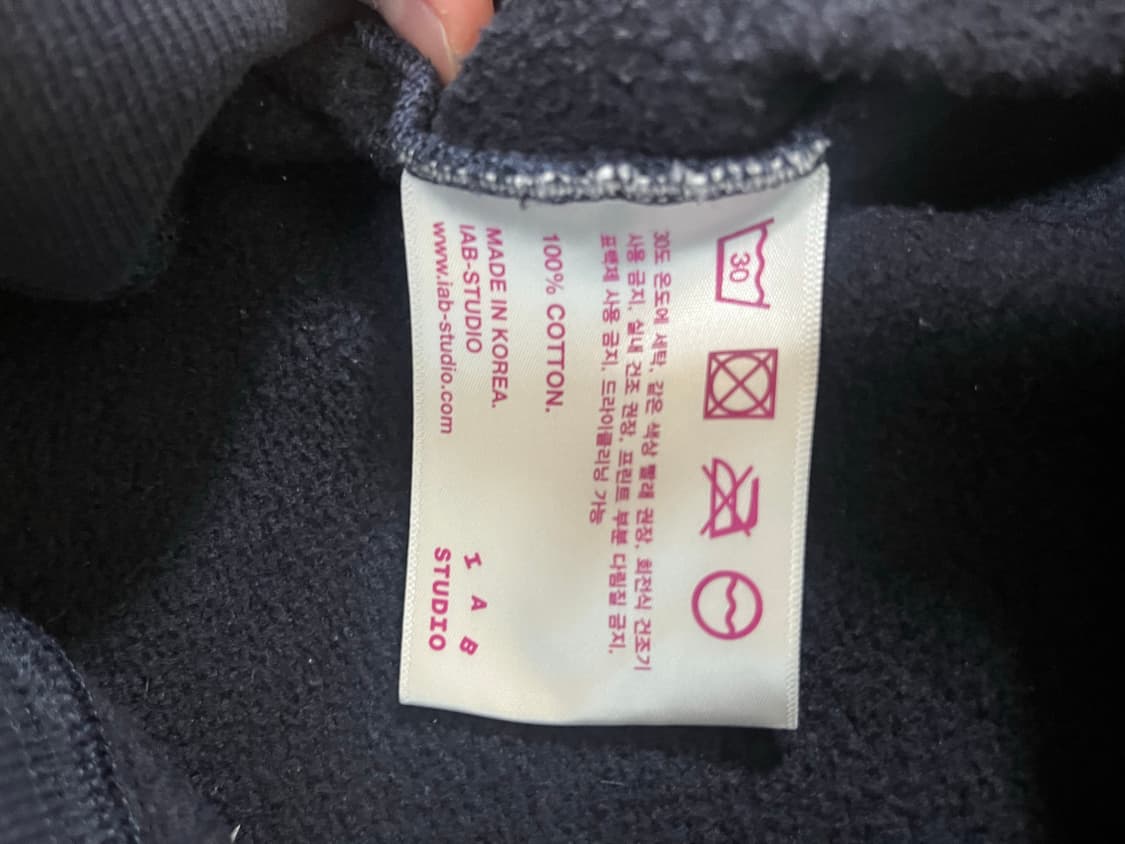 30
30도 온도에 세탁, 같은 색상 빨래 권장, 회전식 건조기
사용 금지, 실내 건조 권장, 프린트 부분 다림질 금지,
표백제 사용 금지, 드라이클리닝 가능
100% COTTON.
MADE IN KOREA.
IAB-STUDIO
www.iab-studio.com
I A B
STUDIO